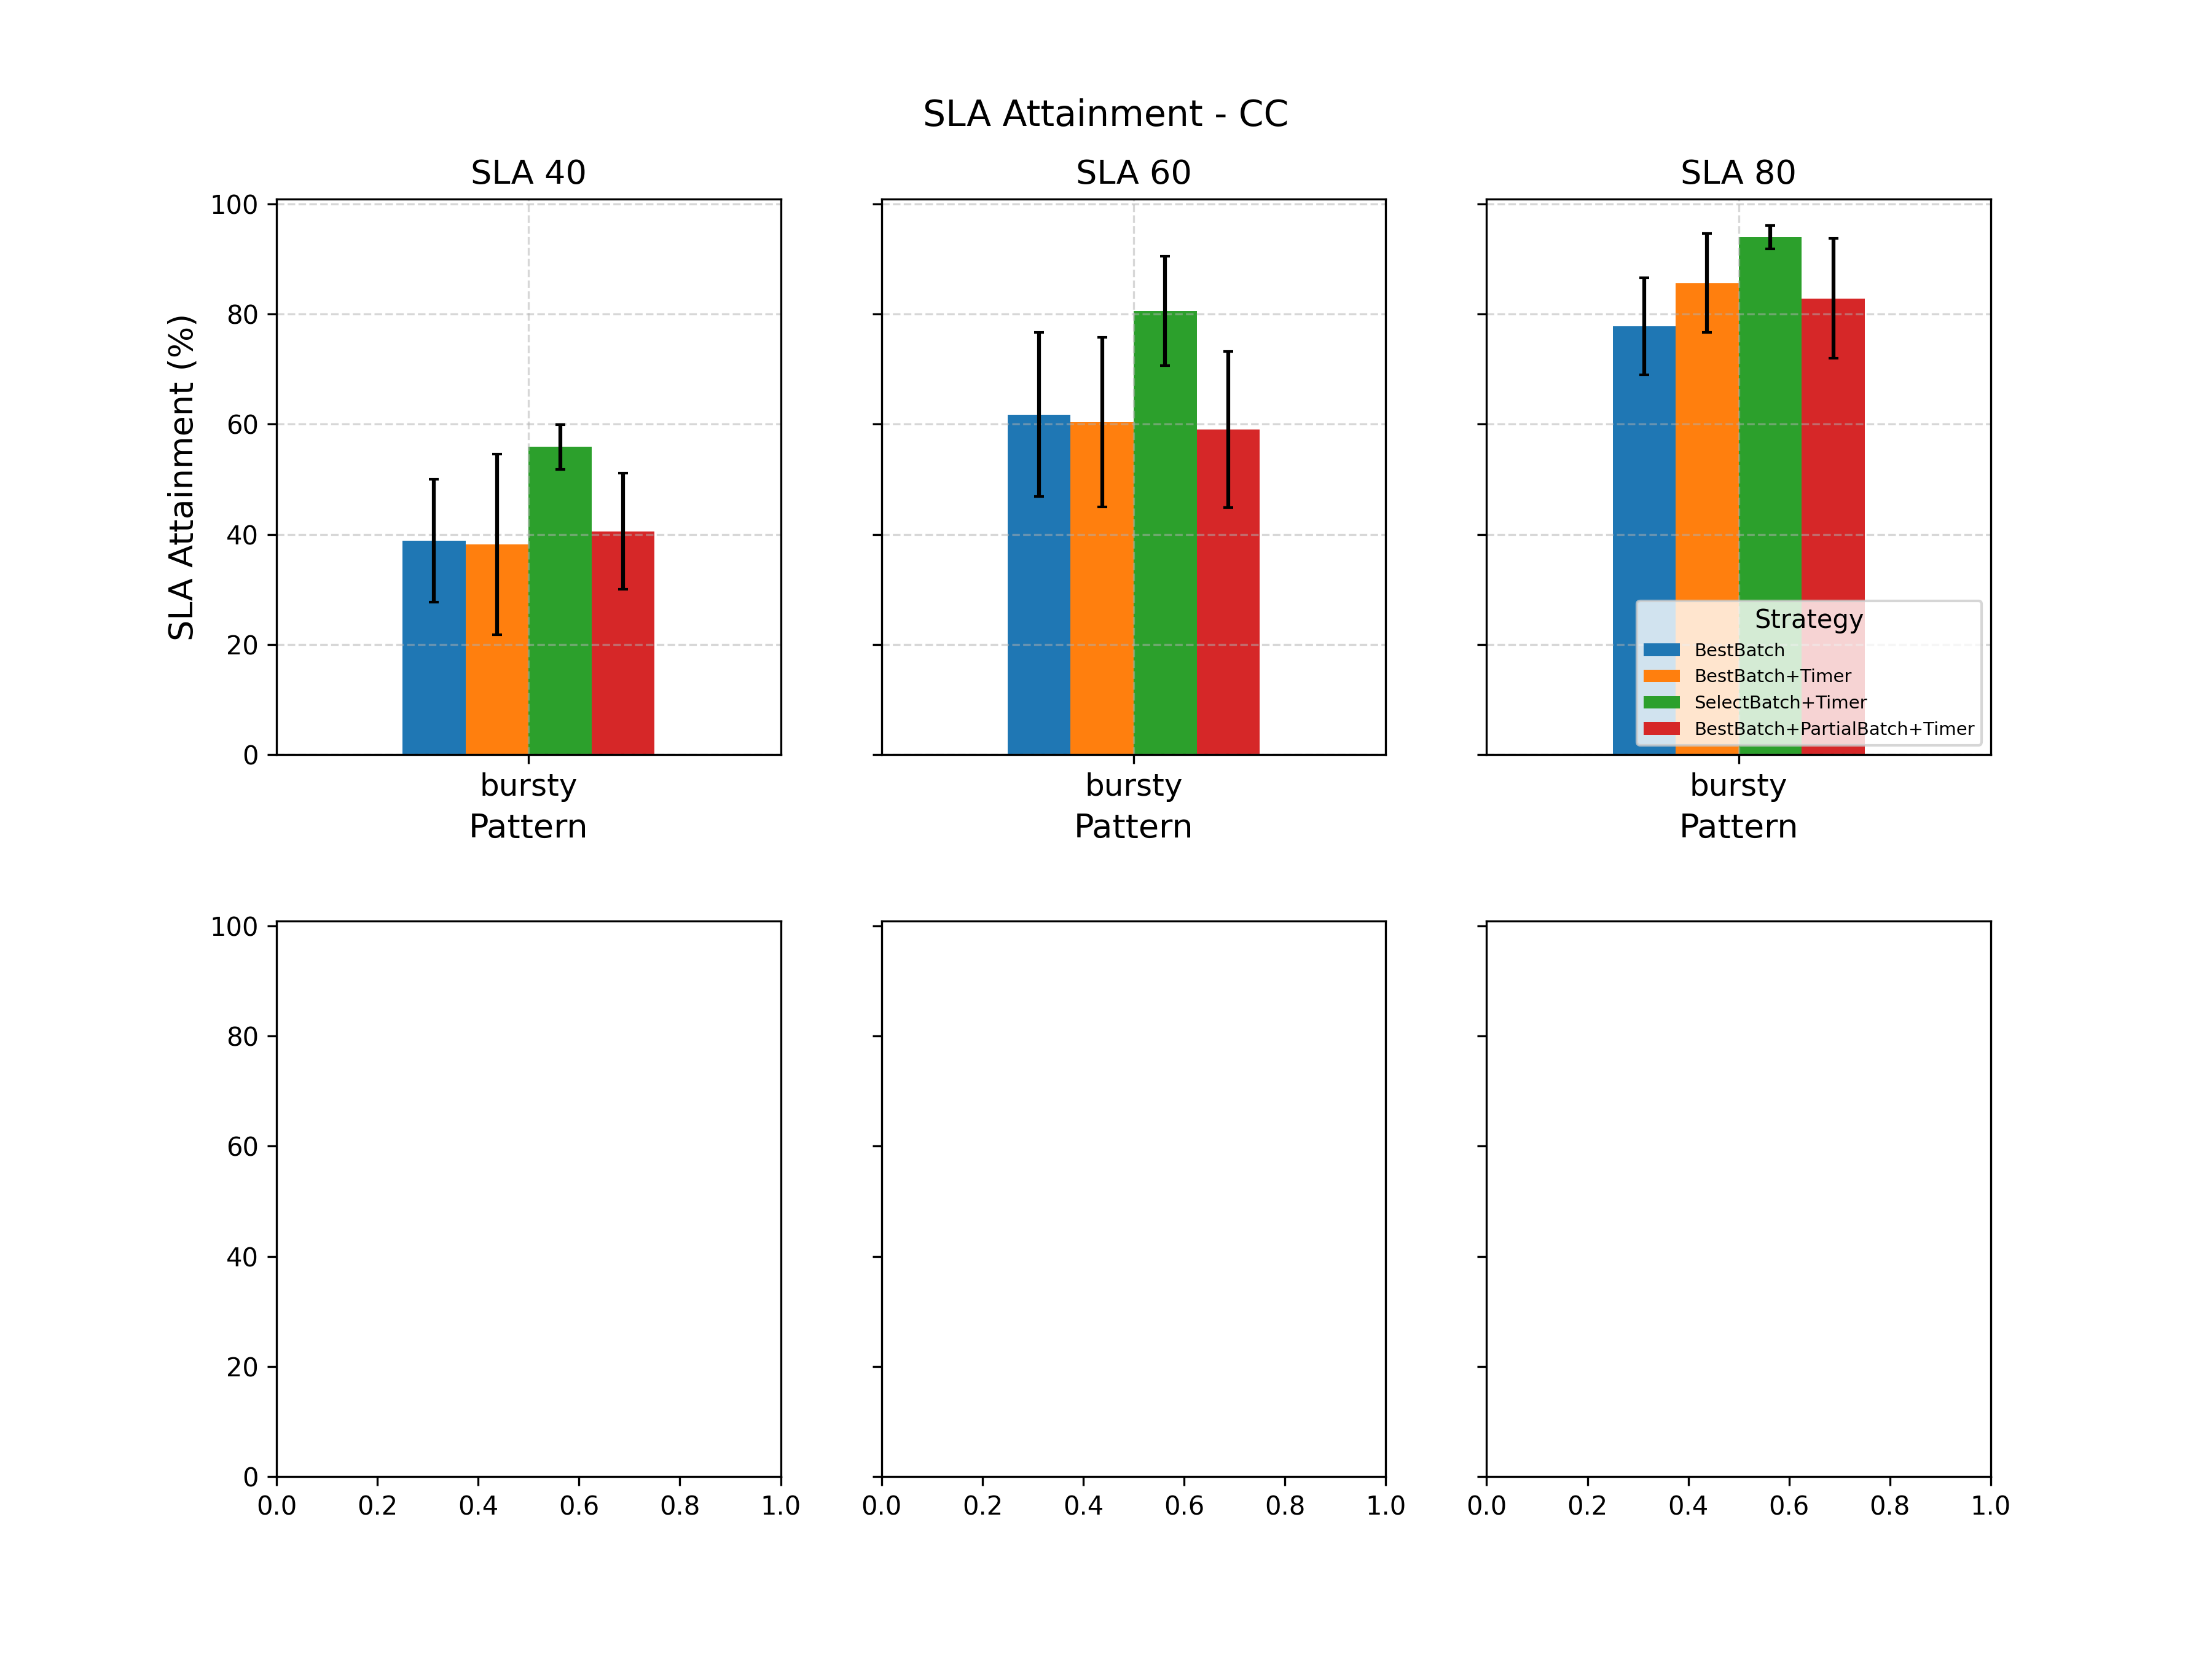 SLA Attainment - CC
SLA 40
SLA 60
SLA 80
SLA Attainment (%)
100
80
60
40
20
0
bursty
Pattern
bursty
Pattern
bursty
Pattern
Strategy
BestBatch
BestBatch+Timer
SelectBatch+Timer
BestBatch+PartialBatch+Timer
100
80
60
40
20
0
0.0 0.2 0.4 0.6 0.8 1.0
0.0 0.2 0.4 0.6 0.8 1.0
0.0 0.2 0.4 0.6 0.8 1.0